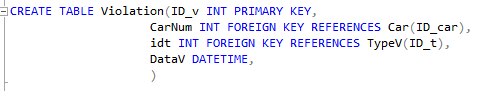 CREATE TABLE Violation(ID_v INT PRIMARY KEY,
CarNum INT FOREIGN KEY REFERENCES Car(ID_car),
idt INT FOREIGN KEY REFERENCES TypeV(ID_t),
DataV DATETIME,
)